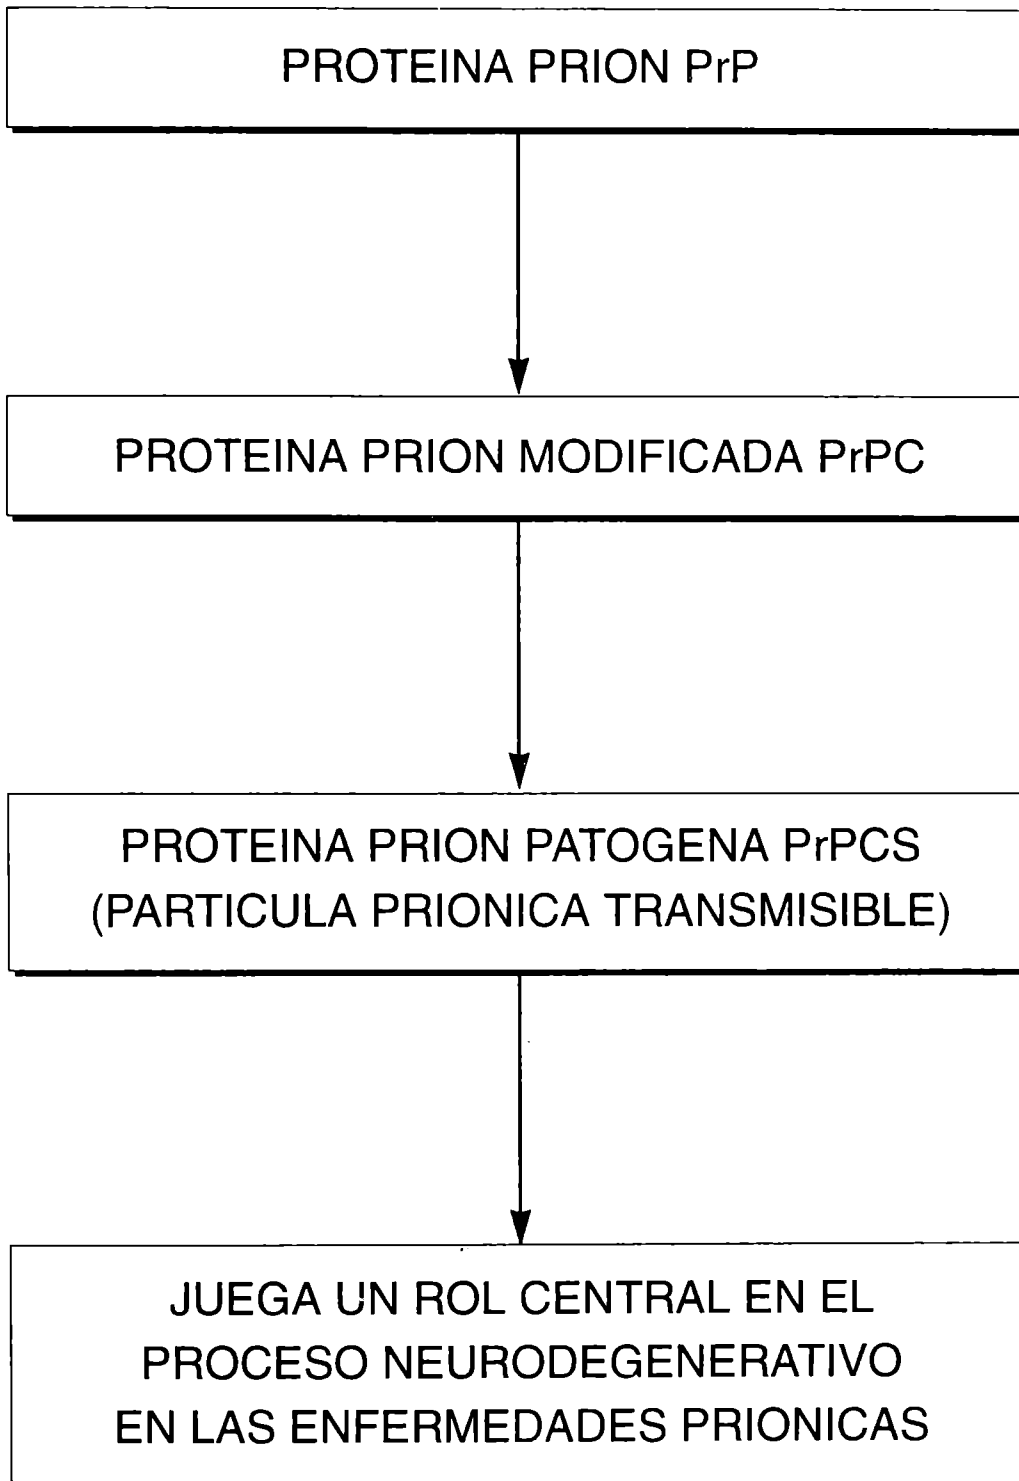 PROTEINA PRION PrP
PROTEINA PRION MODIFICADA PrPC
PROTEINA PRION PATOGENA PrPCS
(PARTICULA PRIONICA TRANSMISIBLE)
JUEGA UN ROL CENTRAL EN EL
PROCESO NEURODEGENERATIVO
EN LAS ENFERMEDADES PRIONICAS